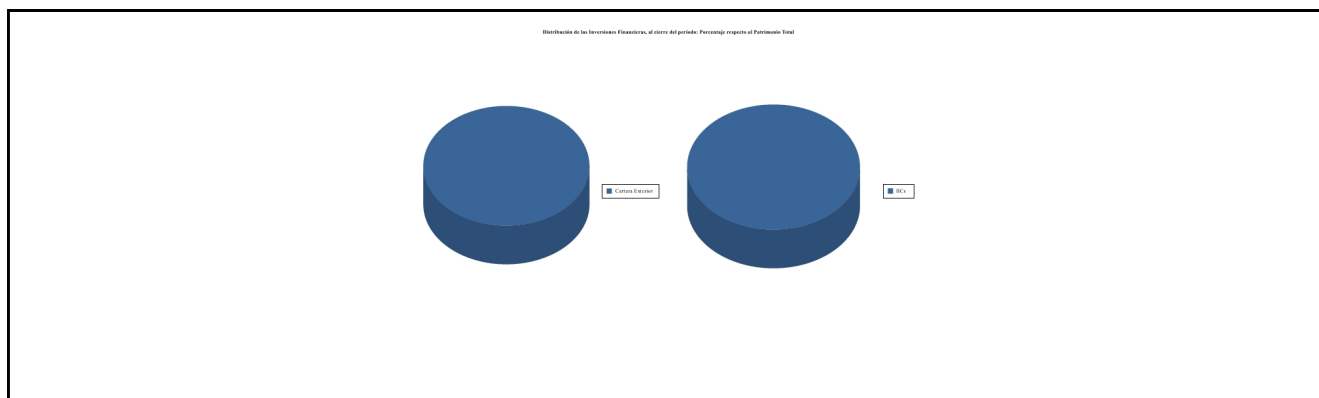 Distribución de las Inversiones Financieras, al cierre del período: Porcentaje respecto al Patrimonio Total
Cartera Exterior
IICs